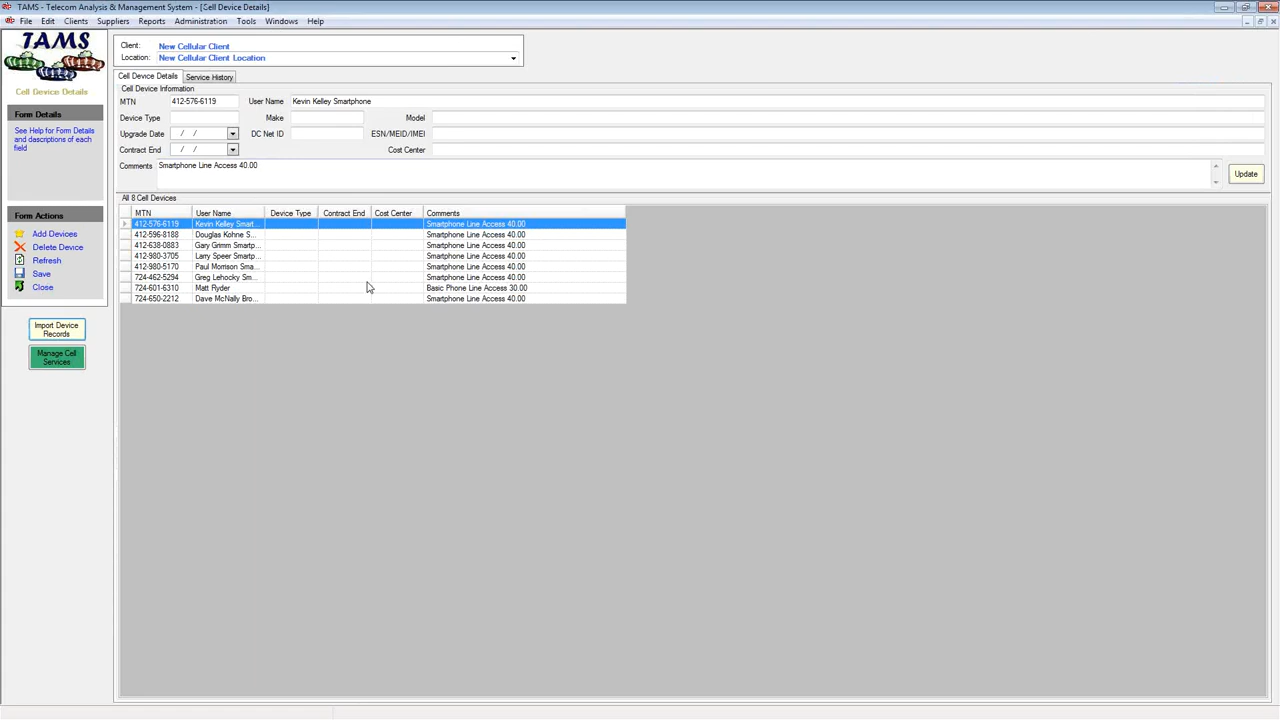 TAMS - Telecom Analysis & Management System - [Cell Device Details]
File Edit Clients Suppliers Reports Administration Tools Windows Help
TAMS
Cell Device Details
Form Details
See Help for Form Details
and dascriptions of each
field
Form Actions
Add Devices
Delete Device
Refresh
Save
Close
Import Device
Records
Manage Cell
Services
Client: New Cellular Client
Location: New Cellular Client Location
Cell Device Details Service History
Cell Device Information
MTN 412-576-6119 User Name Kevin Kelley Smartphone
Device Type Make Model
Upgrade Date / / DC Net ID ESN/MEID/IMEI
Contract End / / Cost Center
Comments Smartphone Line Access 40.00
Update
All 8 Cell Devices
MTN User Name Device Type Contract End Cost Center Comments
412-576-6119 Kevin Kelley Smart... Smartphone Line Access 40.00
412-596-8188 Douglas Kohne S... Smartphone Line Access 40.00
412-638-0883 Gary Grimm Smartp... Smartphone Line Access 40.00
412-980-3705 Larry Speer Smartp... Smartphone Line Access 40.00
412-980-5170 Paul Morrison Sma... Smartphone Line Access 40.00
724-462-5294 Greg Lehocky Sm... Smartphone Line Access 40.00
724-601-6310 Matt Ryder Basic Phone Line Access 30.00
724-650-2212 Dave McNally Bro... Smartphone Line Access 40.00